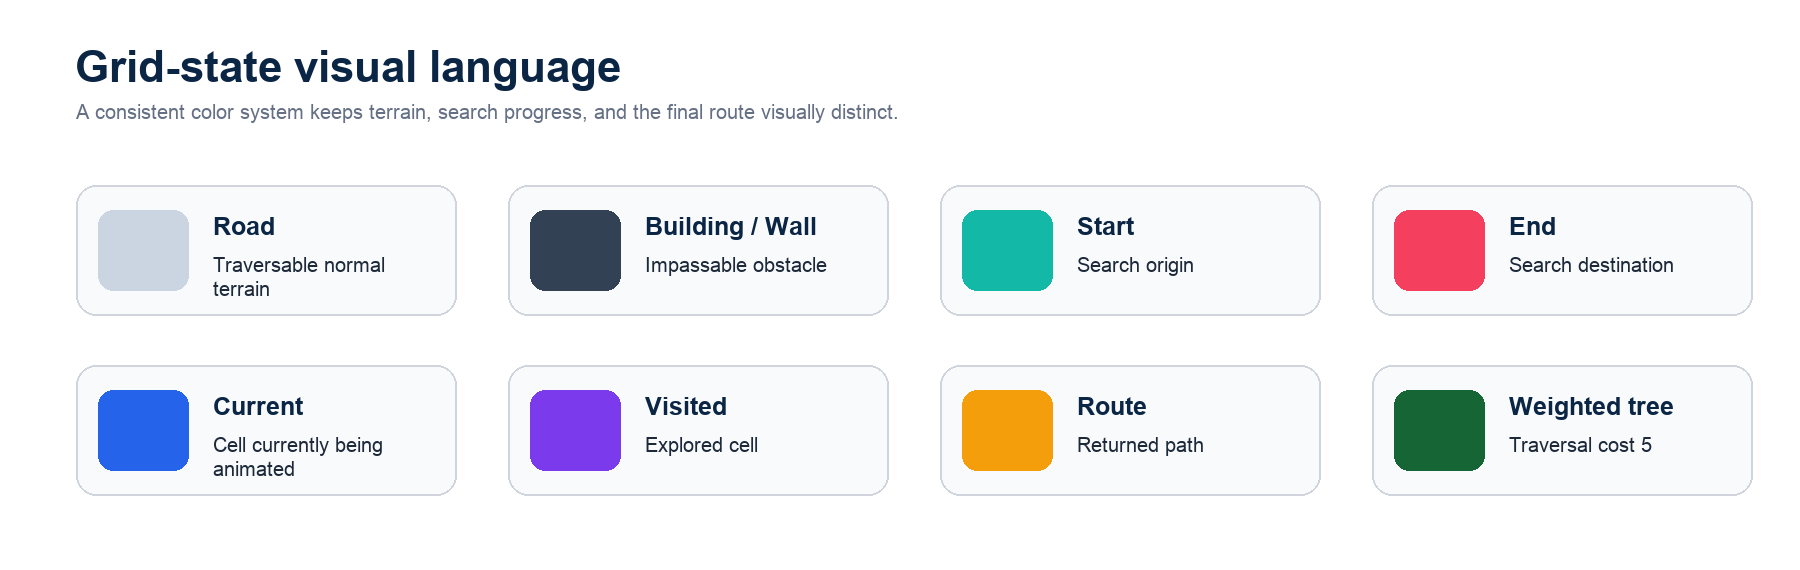 Grid-state visual language
A consistent color system keeps terrain, search progress, and the final route visually distinct.
Road
Traversable normal
terrain
Building / Wall
Impassable obstacle
Start
Search origin
End
Search destination
Current
Cell currently being
animated
Visited
Explored cell
Route
Returned path
Weighted tree
Traversal cost 5